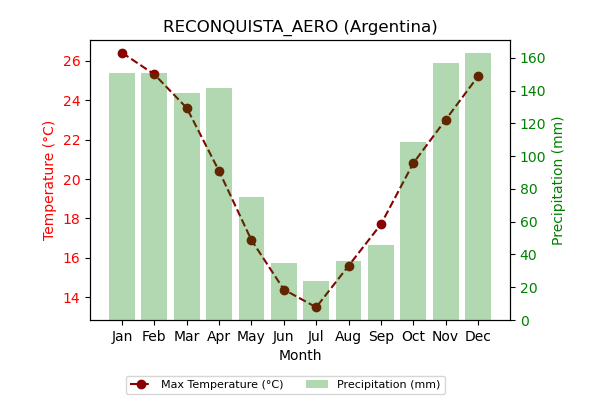 RECONQUISTA_AERO (Argentina)
26
24
22
20
18
16
14
Temperature (°C)
160
140
120
100
80
60
40
20
0
Precipitation (mm)
Jan Feb Mar Apr May Jun Jul Aug Sep Oct Nov Dec
Month
Max Temperature (°C) Precipitation (mm)